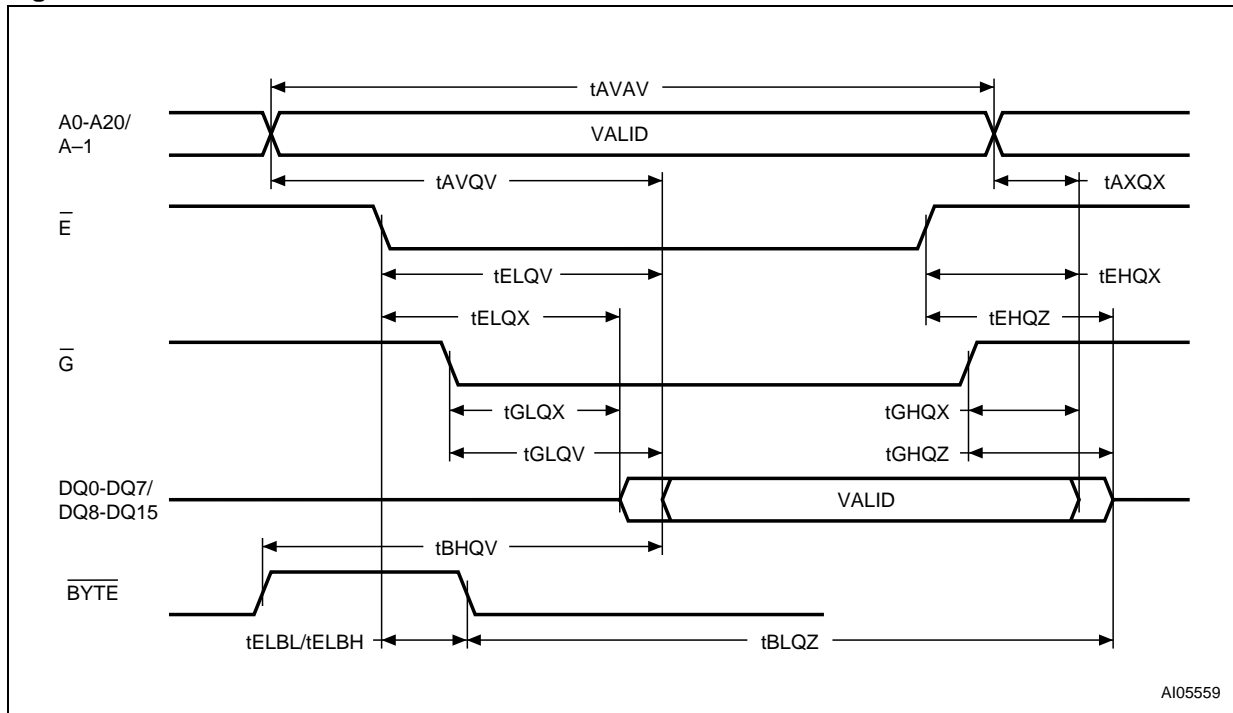 tAVAV
A0-A20/
A–1
VALID
tAVQV
tAXQX
E
tELQV
tEHQX
tELQX
tEHQZ
G
tGLQX
tGHQX
tGLQV
tGHQZ
DQ0-DQ7/
DQ8-DQ15
VALID
tBHQV
BYTE
tELBL/tELBH
tBLQZ
AI05559